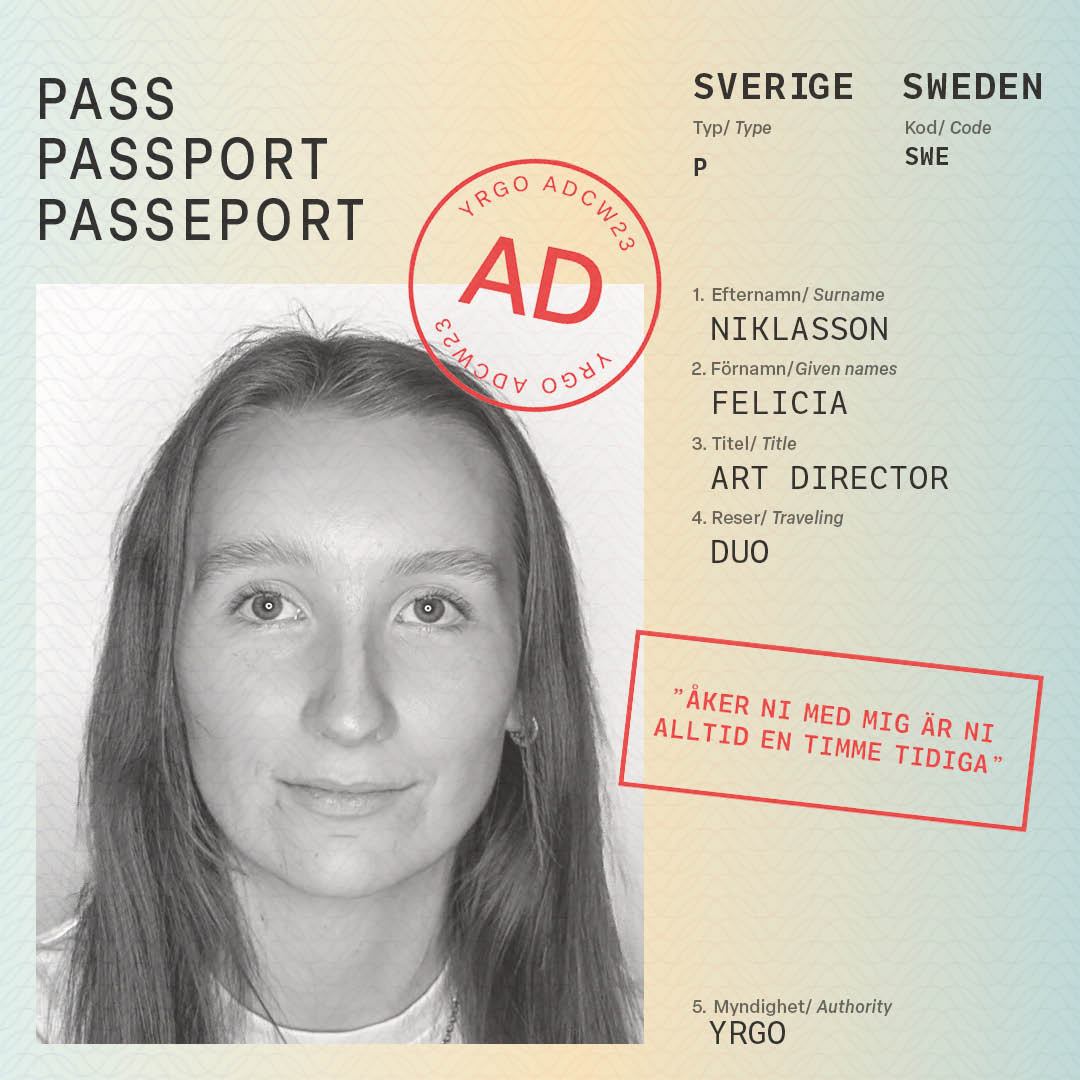 PASS
PASSPORT
PASSEPORT
SVERIGE SWEDEN
Typ/ Type Kod/ Code
P SWE
YRGO ADCW23
AD
YRGO ADCW23
1. Efternamn/ Surname
NIKLASSON
2. Förnamn/Given names
FELICIA
3. Titel/ Title
ART DIRECTOR
4. Reser/ Traveling
DUO
”ÅKER NI MED MIG ÄR NI
ALLTID EN TIMME TIDIGA”
5. Myndighet/ Authority
YRGO